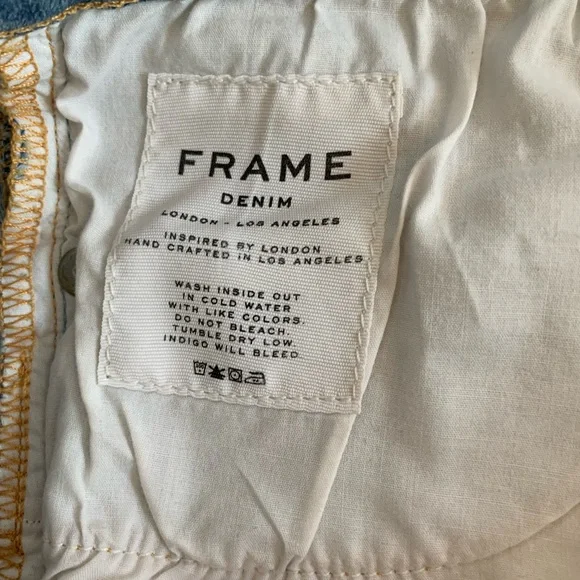 FRAME
DENIM
LONDON - LOS ANGELES
INSPIRED BY LONDON
HAND CRAFTED IN LOS ANGELES
WASH INSIDE OUT
IN COLD WATER
WITH LIKE COLORS.
DO NOT BLEACH.
TUMBLE DRY LOW.
INDIGO WILL BLEED.